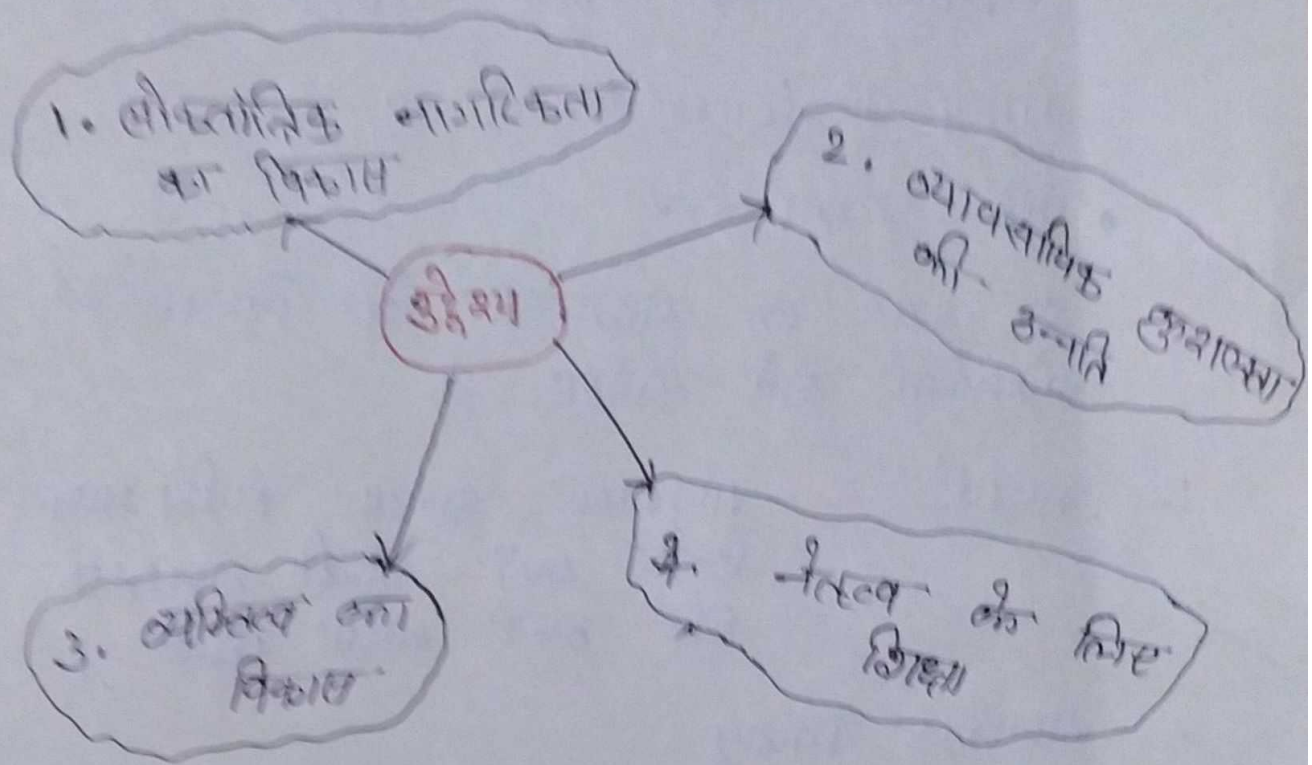 1. लोकतांत्रिक नागरिकता
का विकास
2. व्यावसायिक कुशलता
की उन्नति
उद्देश्य
3. व्यक्तित्व का
विकास
4. नेतृत्व के लिए
शिक्षा